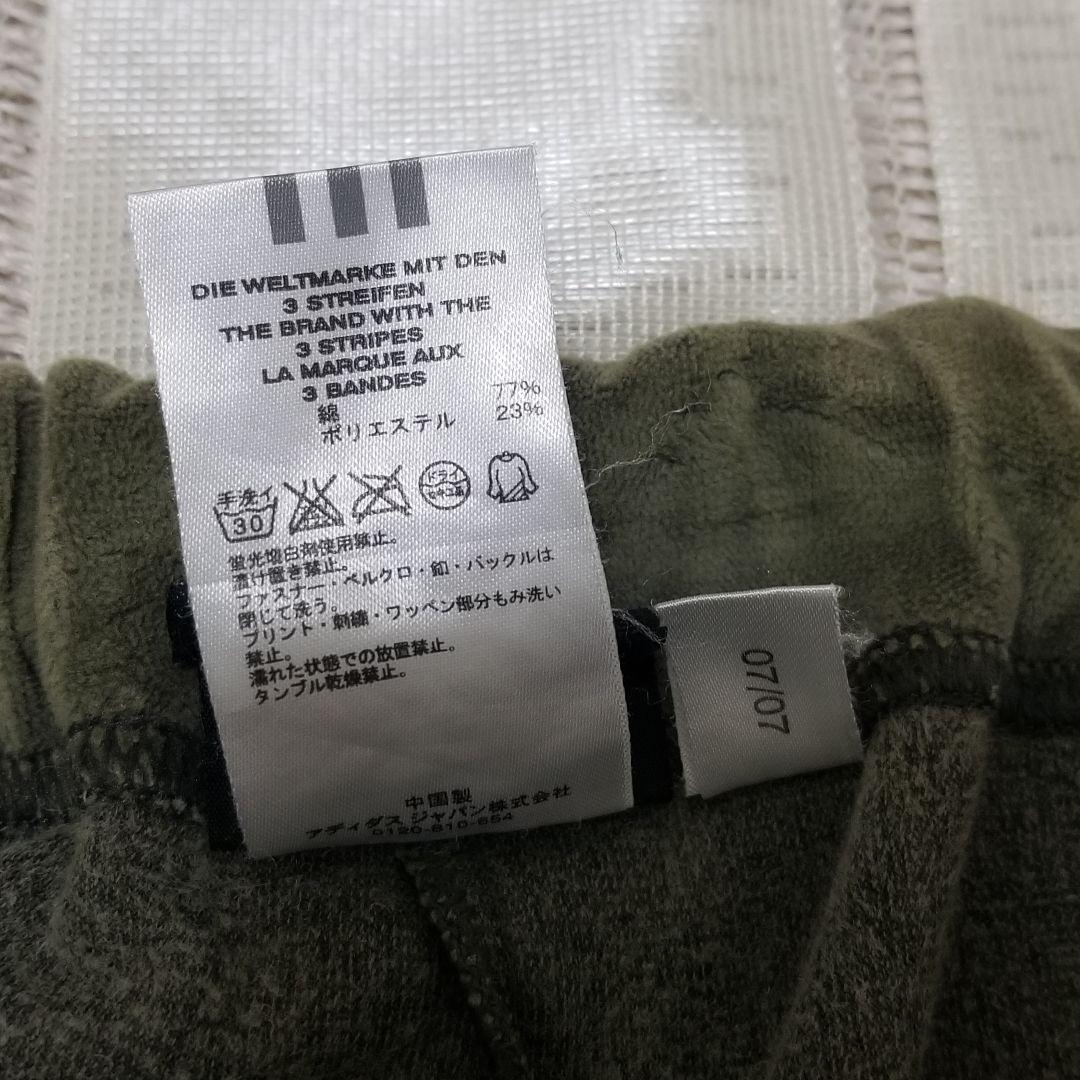 DIE WELTMARKE MIT DEN
3 STREIFEN
THE BRAND WITH THE
3 STRIPES
LA MARQUE AUX
3 BANDES
綿 77%
ポリエステル 23%
手洗イ
30
ドライ
蛍光増白剤使用禁止。
漬け置き禁止。
ファスナー・ベルクロ・釦・バックルは
閉じて洗う。
プリント・刺繍・ワッペン部分もみ洗い
禁止。
濡れた状態での放置禁止。
タンブル乾燥禁止。
中国製
アディダス ジャパン株式会社
0120-810-654
07/07